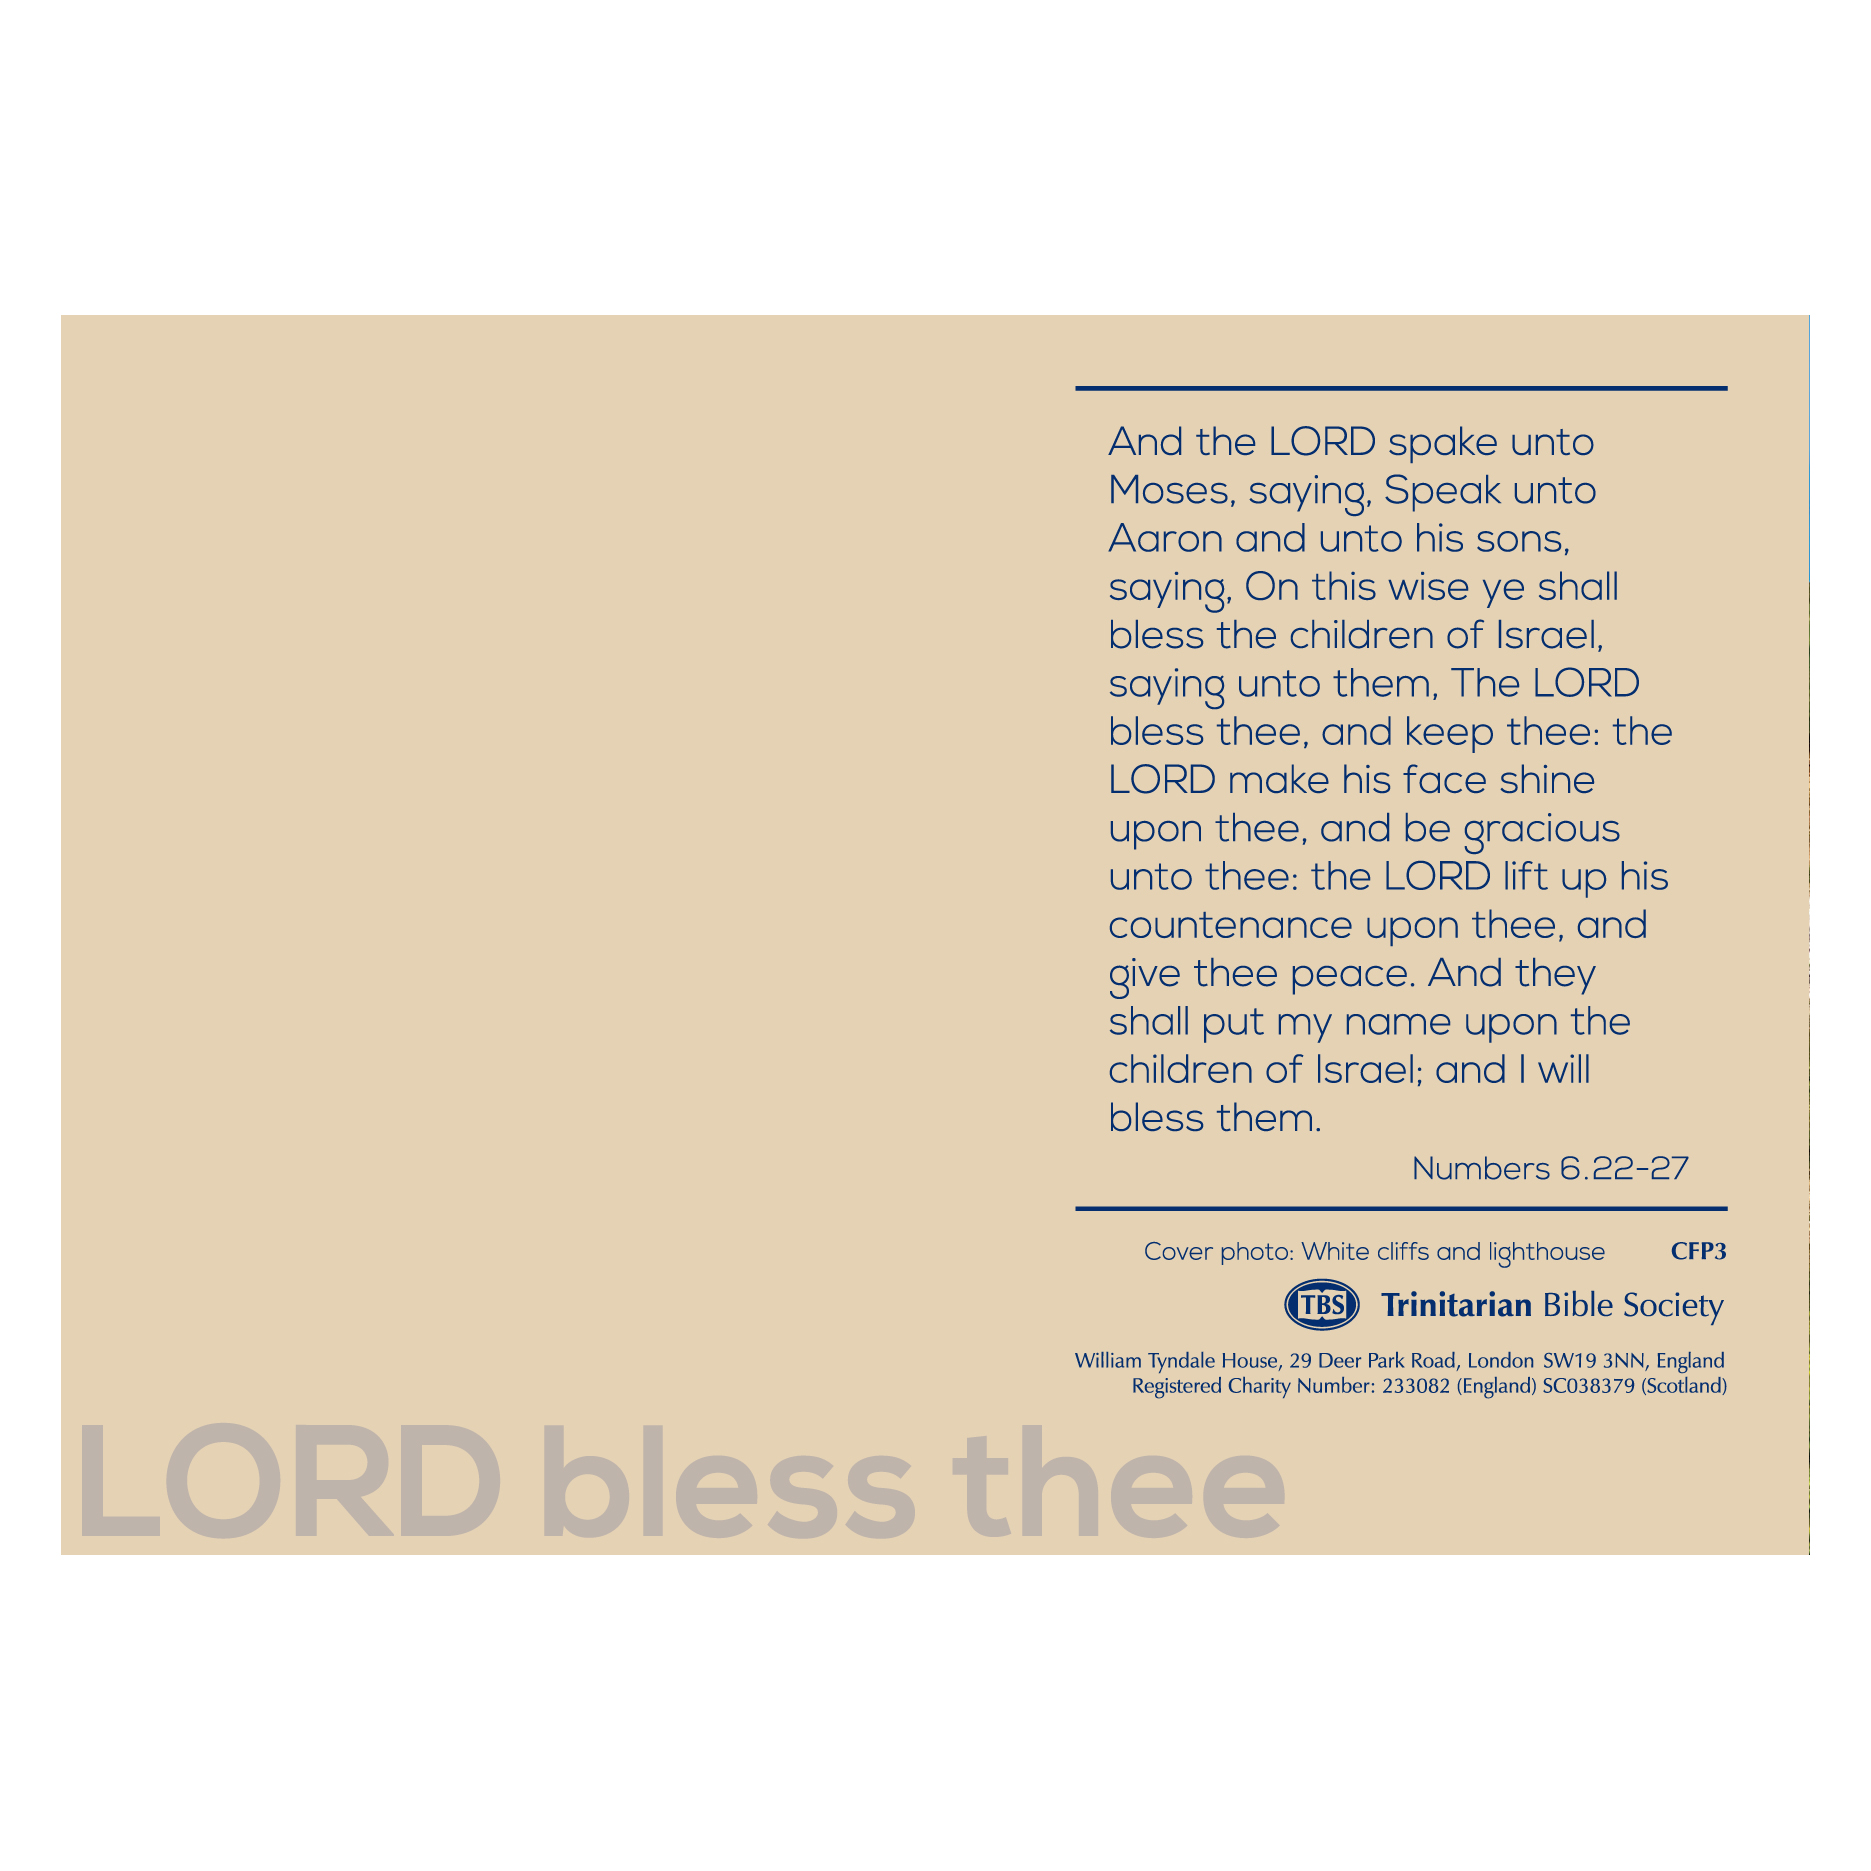 And the LORD spake unto
Moses, saying, Speak unto
Aaron and unto his sons,
saying, On this wise ye shall
bless the children of Israel,
saying unto them, The LORD
bless thee, and keep thee: the
LORD make his face shine
upon thee, and be gracious
unto thee: the LORD lift up his
countenance upon thee, and
give thee peace. And they
shall put my name upon the
children of Israel; and I will
bless them.
Numbers 6.22-27
Cover photo: White cliffs and lighthouse CFP3
TBS Trinitarian Bible Society
William Tyndale House, 29 Deer Park Road, London SW19 3NN, England
Registered Charity Number: 233082 (England) SC038379 (Scotland)
LORD bless thee